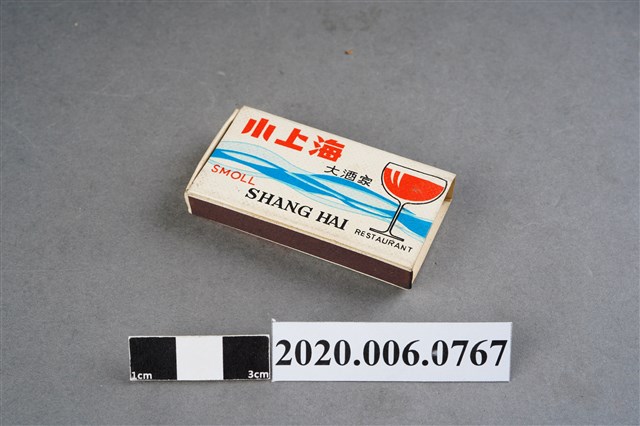 小上海
大酒家
SMOLL
SHANG HAI
RESTAURANT
1cm 3cm
2020.006.0767